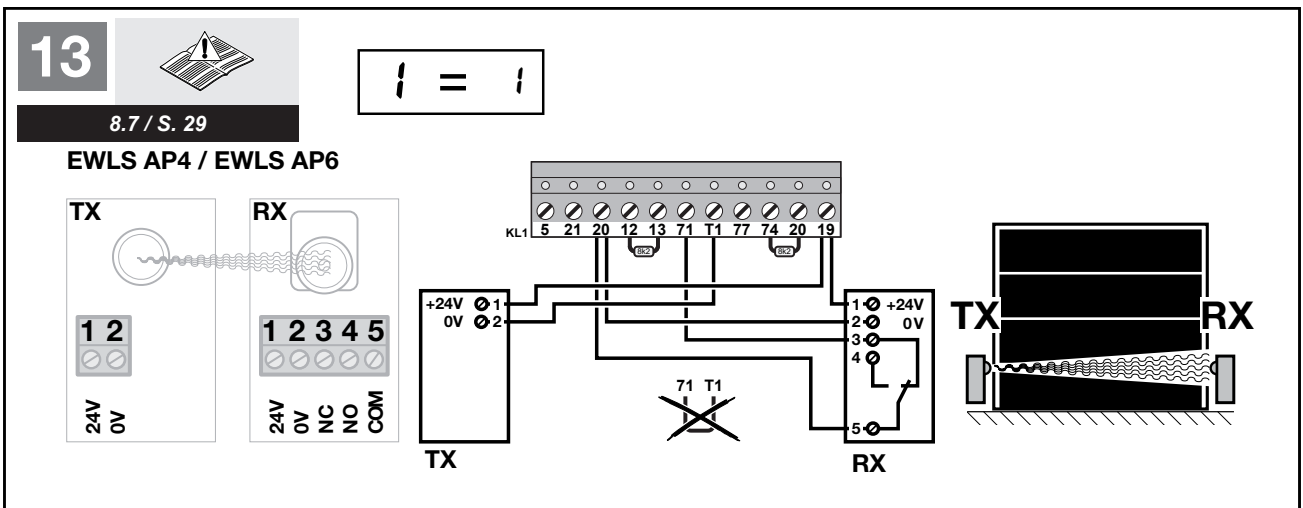 13
8.7 / S. 29
1 = 1
EWLS AP4 / EWLS AP6
TX
RX
1 2
24V
0V
1 2 3 4 5
24V
0V
NC
NO
COM
KL1
5 21 20 12 13 71 T1 77 74 20 19
8k2
8k2
+24V 1
0V 2
TX
71 T1
1 +24V
2 0V
3
4
5
RX
TX
RX